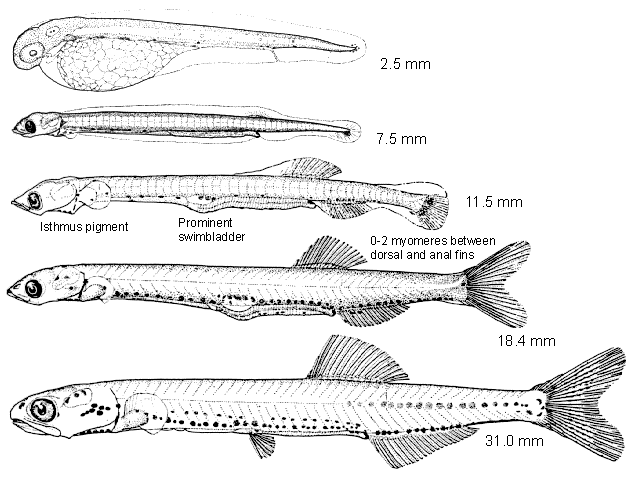 2.5 mm
7.5 mm
11.5 mm
Isthmus pigment
Prominent
swimbladder
0-2 myomeres between
dorsal and anal fins
18.4 mm
31.0 mm